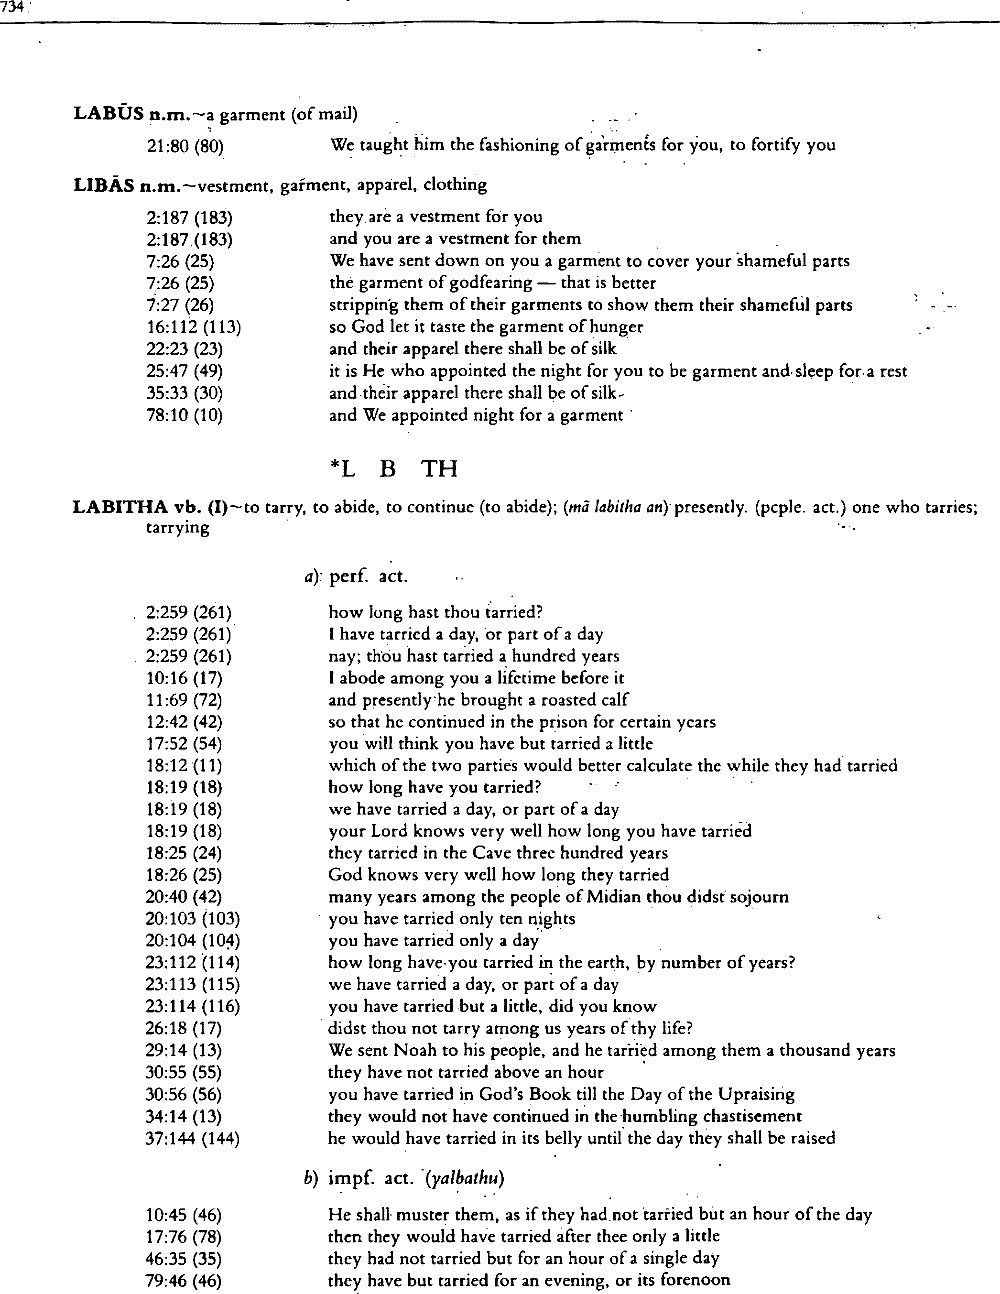 734
LABŪS n.m.~a garment (of mail)
21:80 (80) We taught him the fashioning of garments for you, to fortify you
LIBĀS n.m.~vestment, garment, apparel, clothing
2:187 (183) they are a vestment for you
2:187 (183) and you are a vestment for them
7:26 (25) We have sent down on you a garment to cover your shameful parts
7:26 (25) the garment of godfearing — that is better
7:27 (26) stripping them of their garments to show them their shameful parts
16:112 (113) so God let it taste the garment of hunger
22:23 (23) and their apparel there shall be of silk
25:47 (49) it is He who appointed the night for you to be garment and sleep for a rest
35:33 (30) and their apparel there shall be of silk
78:10 (10) and We appointed night for a garment
*L B TH
LABITHA vb. (I)~to tarry, to abide, to continue (to abide); (mā labitha an) presently. (pcple. act.) one who tarries;
tarrying
a) perf. act.
2:259 (261) how long hast thou tarried?
2:259 (261) I have tarried a day, or part of a day
2:259 (261) nay; thou hast tarried a hundred years
10:16 (17) I abode among you a lifetime before it
11:69 (72) and presently he brought a roasted calf
12:42 (42) so that he continued in the prison for certain years
17:52 (54) you will think you have but tarried a little
18:12 (11) which of the two parties would better calculate the while they had tarried
18:19 (18) how long have you tarried?
18:19 (18) we have tarried a day, or part of a day
18:19 (18) your Lord knows very well how long you have tarried
18:25 (24) they tarried in the Cave three hundred years
18:26 (25) God knows very well how long they tarried
20:40 (42) many years among the people of Midian thou didst sojourn
20:103 (103) you have tarried only ten nights
20:104 (104) you have tarried only a day
23:112 (114) how long have you tarried in the earth, by number of years?
23:113 (115) we have tarried a day, or part of a day
23:114 (116) you have tarried but a little, did you know
26:18 (17) didst thou not tarry among us years of thy life?
29:14 (13) We sent Noah to his people, and he tarried among them a thousand years
30:55 (55) they have not tarried above an hour
30:56 (56) you have tarried in God's Book till the Day of the Upraising
34:14 (13) they would not have continued in the humbling chastisement
37:144 (144) he would have tarried in its belly until the day they shall be raised
b) impf. act. (yalbathu)
10:45 (46) He shall muster them, as if they had not tarried but an hour of the day
17:76 (78) then they would have tarried after thee only a little
46:35 (35) they had not tarried but for an hour of a single day
79:46 (46) they have but tarried for an evening, or its forenoon